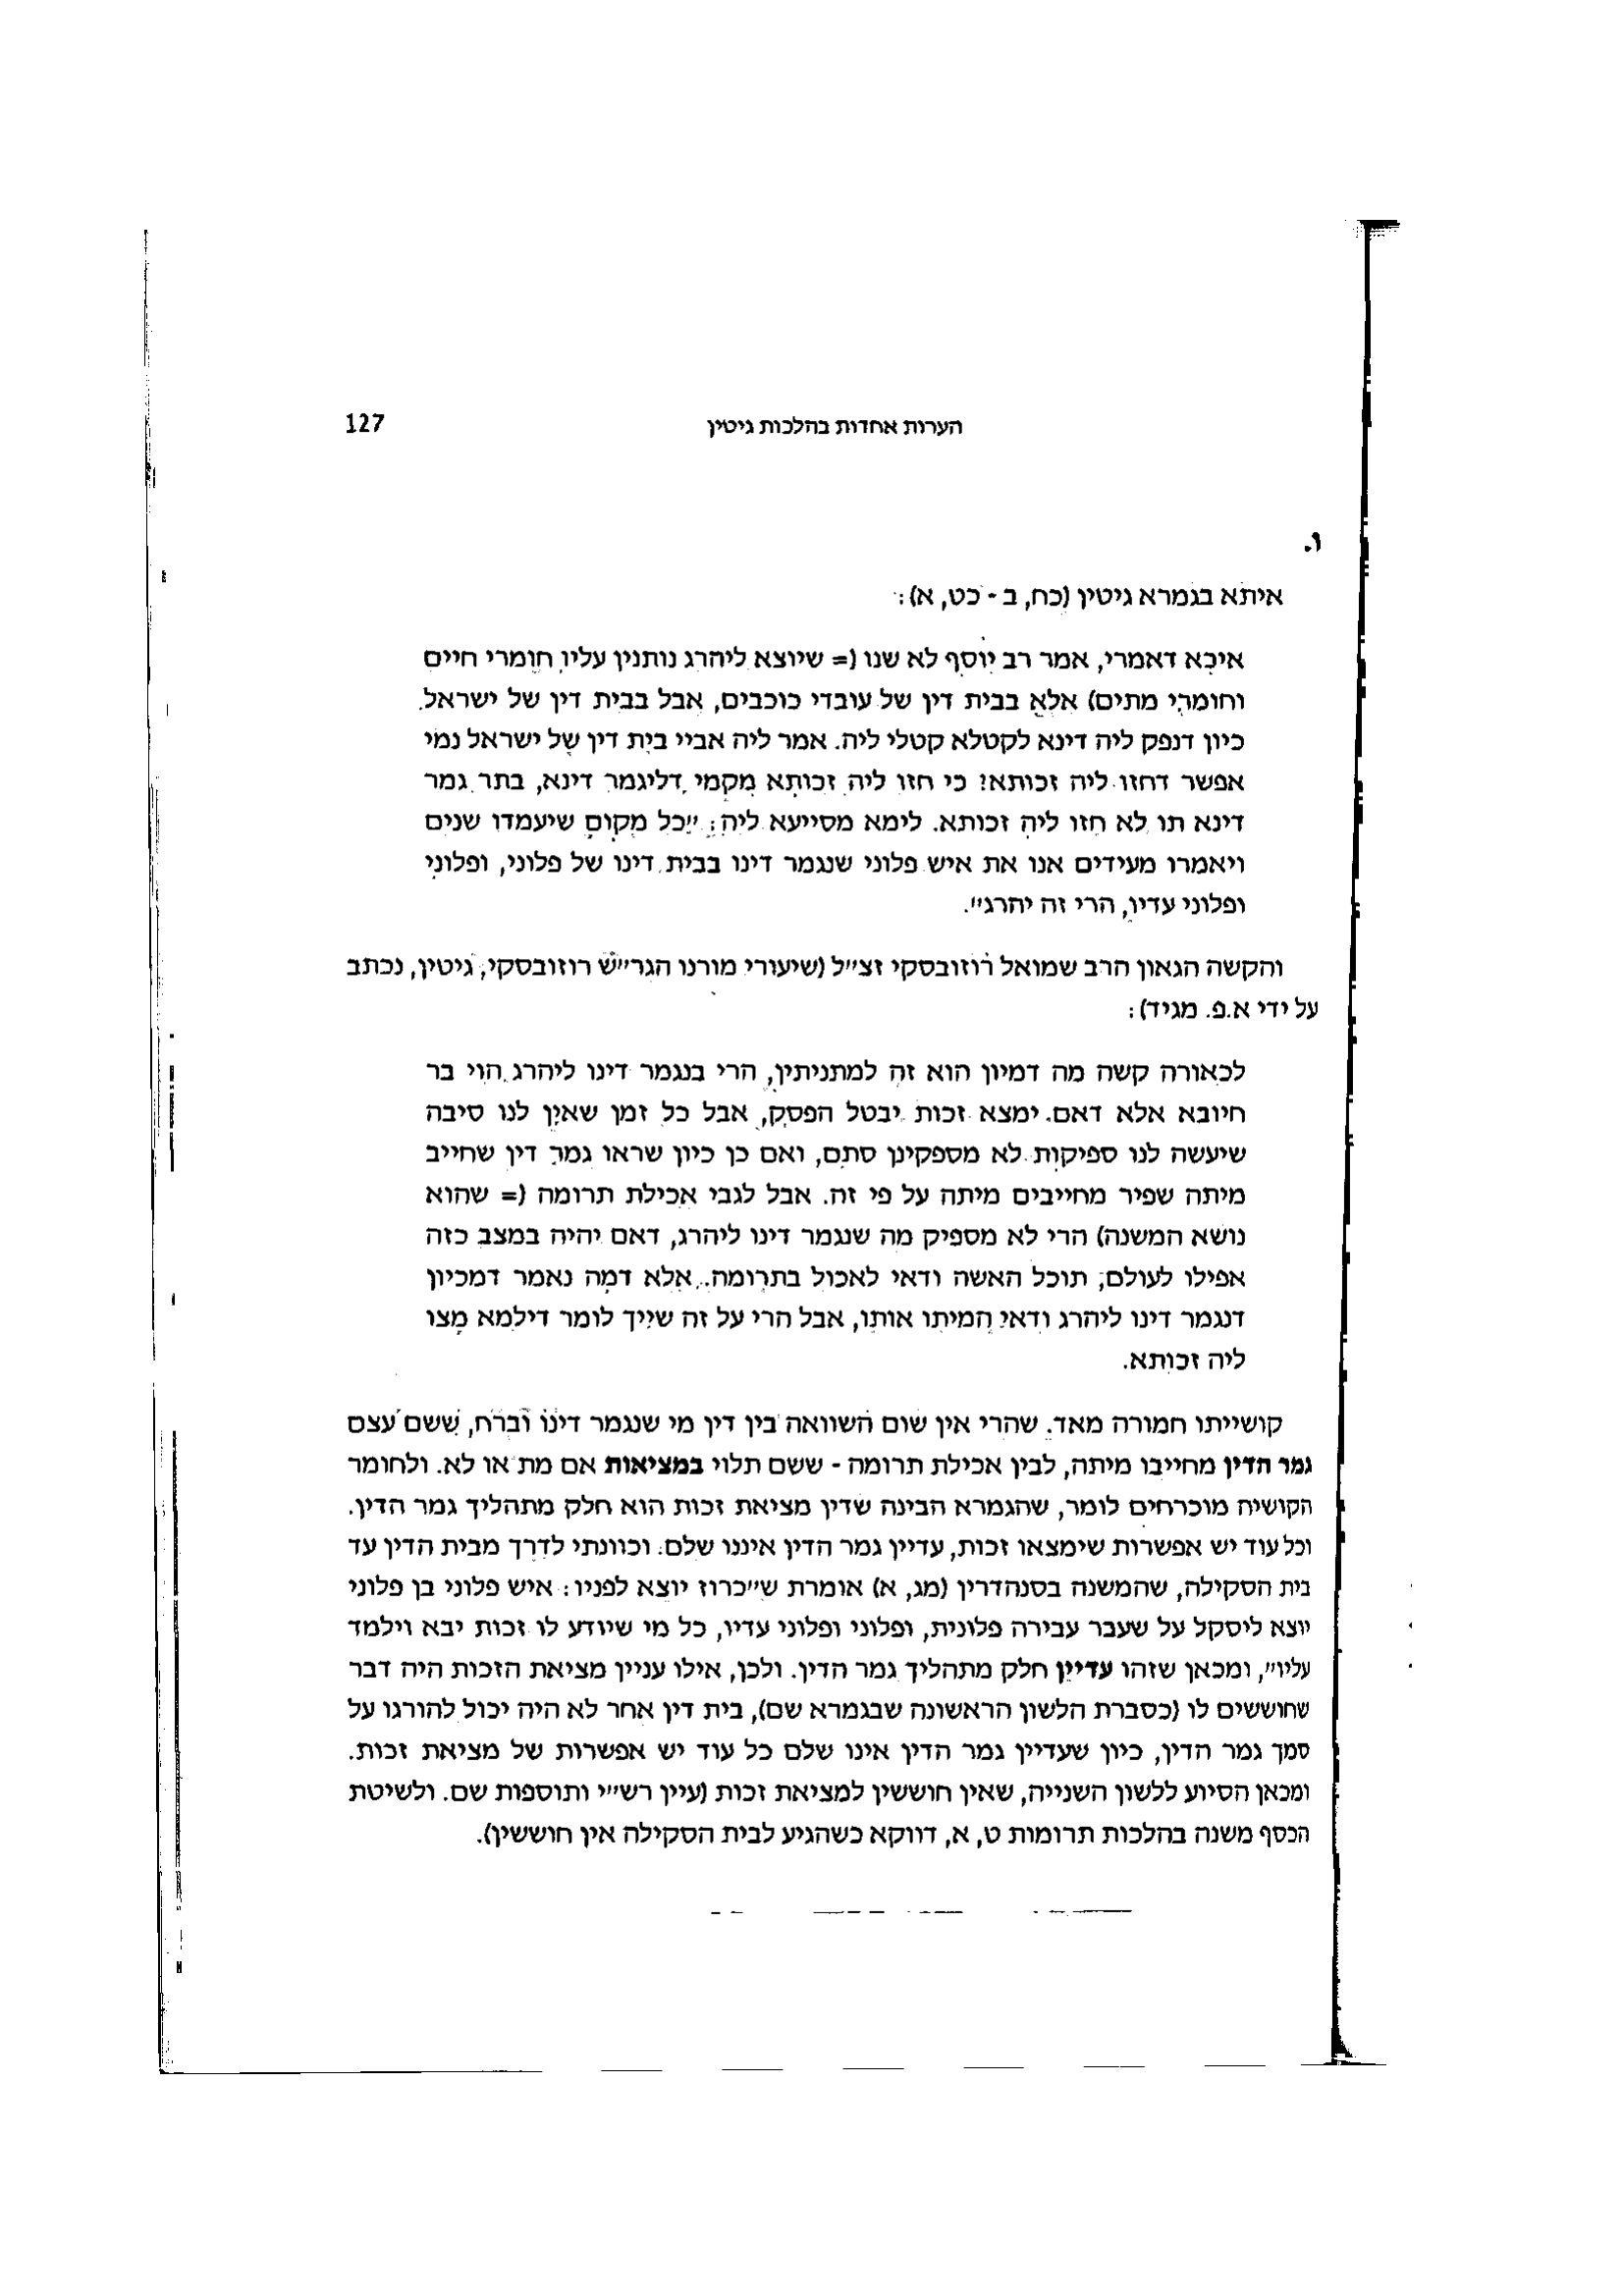 הערות אחדות בהלכות גיטין 127
ו.
איתא בגמרא גיטין (כח, ב - כט, א):
איכא דאמרי, אמר רב יוסף לא שנו (= שיוצא ליהרג נותנין עליו חומרי חיים
וחומרי מתים) אלא בבית דין של עובדי כוכבים, אבל בבית דין של ישראל
כיון דנפק ליה דינא לקטלא קטלי ליה. אמר ליה אביי בית דין של ישראל נמי
אפשר דחזו ליה זכותא! כי חזו ליה זכותא מקמי דליגמר דינא, בתר גמר
דינא תו לא חזו ליה זכותא. לימא מסייעא ליה: "כל מקום שיעמדו שנים
ויאמרו מעידים אנו את איש פלוני שנגמר דינו בבית דינו של פלוני, ופלוני
ופלוני עדיו, הרי זה יהרג".
והקשה הגאון הרב שמואל רוזובסקי זצ"ל (שיעורי מורנו הגר"ש רוזובסקי, גיטין, נכתב
על ידי א.פ. מגיד):
לכאורה קשה מה דמיון הוא זה למתניתין, הרי בנגמר דינו ליהרג הוי בר
חיובא אלא דאם ימצא זכות יבטל הפסק, אבל כל זמן שאין לנו סיבה
שיעשה לנו ספיקות לא מספקינן סתם, ואם כן כיון שראו גמר דין שחייב
מיתה שפיר מחייבים מיתה על פי זה. אבל לגבי אכילת תרומה (= שהוא
נושא המשנה) הרי לא מספיק מה שנגמר דינו ליהרג, דאם יהיה במצב כזה
אפילו לעולם, תוכל האשה ודאי לאכול בתרומה. אלא דמה נאמר דמכיון
דנגמר דינו ליהרג ודאי המיתו אותו, אבל הרי על זה שייך לומר דילמא מצו
ליה זכותא.
קושייתו חמורה מאד. שהרי אין שום השוואה בין דין מי שנגמר דינו וברח, ששם עצם
גמר הדין מחייבו מיתה, לבין אכילת תרומה - ששם תלוי במציאות אם מת או לא. ולחומר
הקושיה מוכרחים לומר, שהגמרא הבינה שדין מציאת זכות הוא חלק מתהליך גמר הדין.
וכל עוד יש אפשרות שימצאו זכות, עדיין גמר הדין איננו שלם. וכוונתי לדרך מבית הדין עד
בית הסקילה, שהמשנה בסנהדרין (מג, א) אומרת ש"כרוז יוצא לפניו: איש פלוני בן פלוני
יוצא ליסקל על שעבר עבירה פלונית, ופלוני ופלוני עדיו, כל מי שיודע לו זכות יבא וילמד
עליו", ומכאן שזהו עדיין חלק מתהליך גמר הדין. ולכן, אילו עניין מציאת הזכות היה דבר
שחוששים לו (כסברת הלשון הראשונה שבגמרא שם), בית דין אחר לא היה יכול להורגו על
סמך גמר הדין, כיון שעדיין גמר הדין אינו שלם כל עוד יש אפשרות של מציאת זכות.
ומכאן הסיוע ללשון השנייה, שאין חוששין למציאת זכות (עיין רש"י ותוספות שם. ולשיטת
הכסף משנה בהלכות תרומות ט, א, דווקא כשהגיע לבית הסקילה אין חוששין).